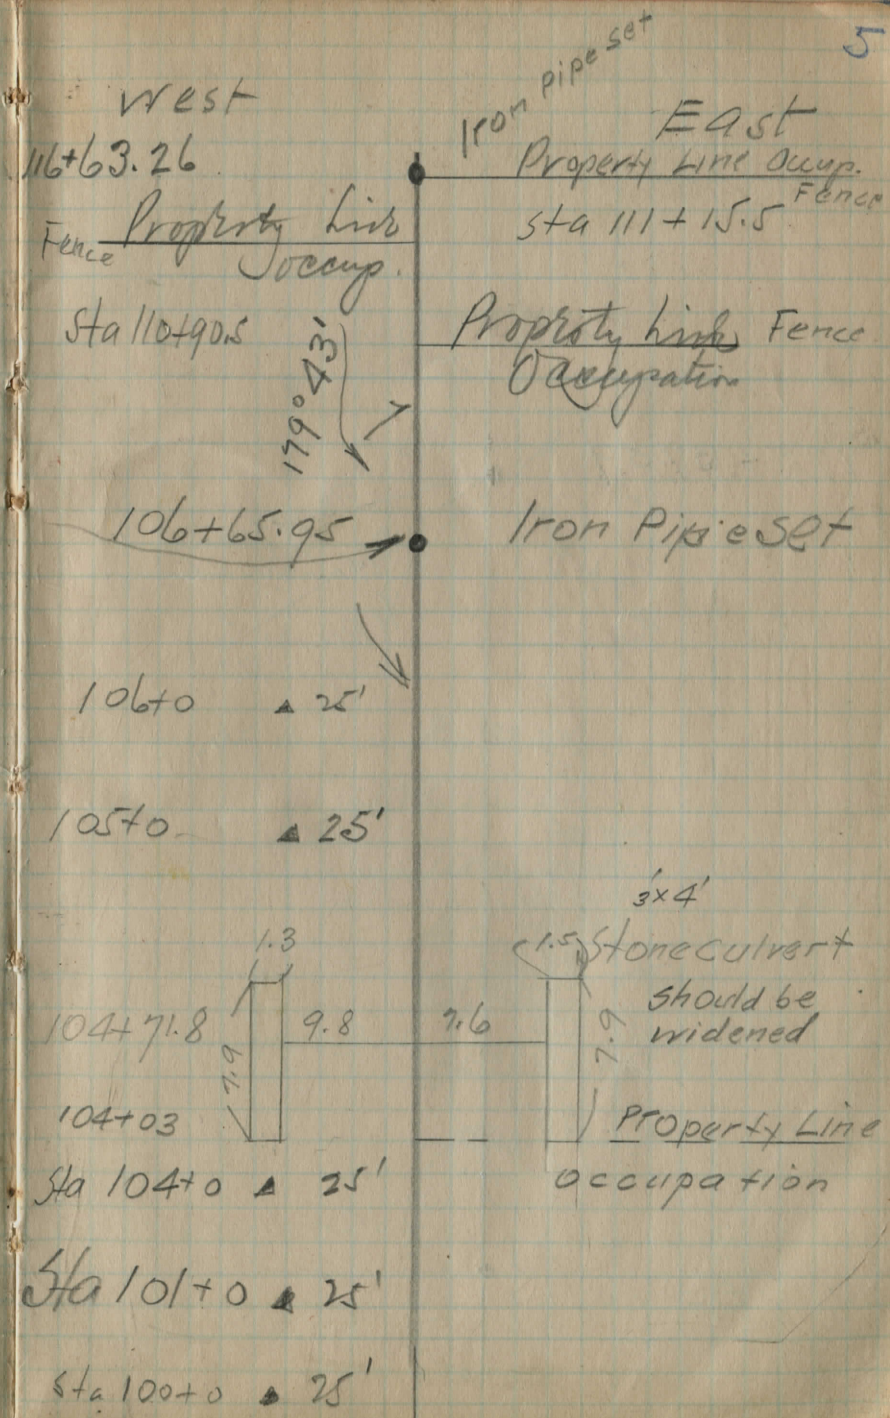 5
Iron pipe set
West
East
116+63.26
Property Line Occup.
Fence
Fence Property Line
occup.
sta 111+15.5
Sta 110+90.5
Property Line Fence
Occupation
179°43'
106+65.95
Iron Pipe Set
106+0 25'
105+0 25'
3'x4'
1.3
1.5 Stone culvert
should be
widened
104+71.8
9.8
7.6
7.9
7.9
104+03
Property Line
Sta 104+0 25'
Occupation
Sta 101+0 25'
sta 100+0 25'